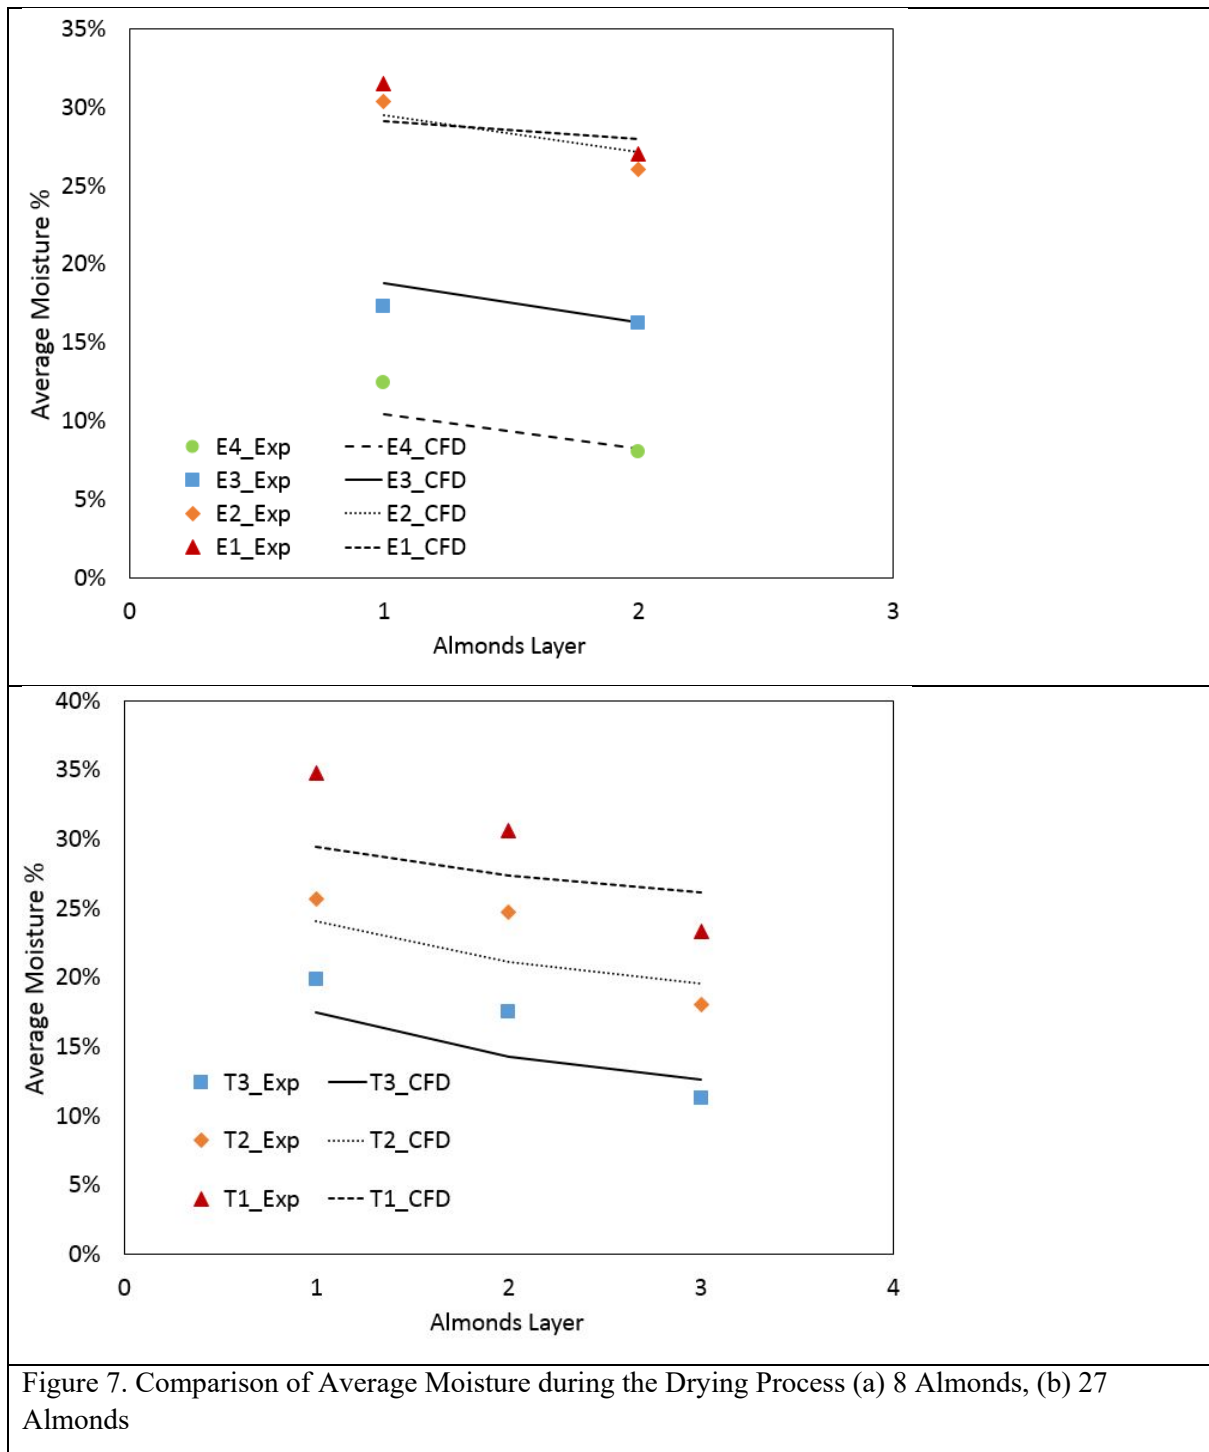 35%
30%
25%
20%
15%
10%
5%
0%
Average Moisture %
E4_Exp E4_CFD
E3_Exp E3_CFD
E2_Exp E2_CFD
E1_Exp E1_CFD
0 1 2 3
Almonds Layer
40%
35%
30%
25%
20%
15%
10%
5%
0%
Average Moisture %
T3_Exp T3_CFD
T2_Exp T2_CFD
T1_Exp T1_CFD
0 1 2 3 4
Almonds Layer
Figure 7. Comparison of Average Moisture during the Drying Process (a) 8 Almonds, (b) 27
Almonds